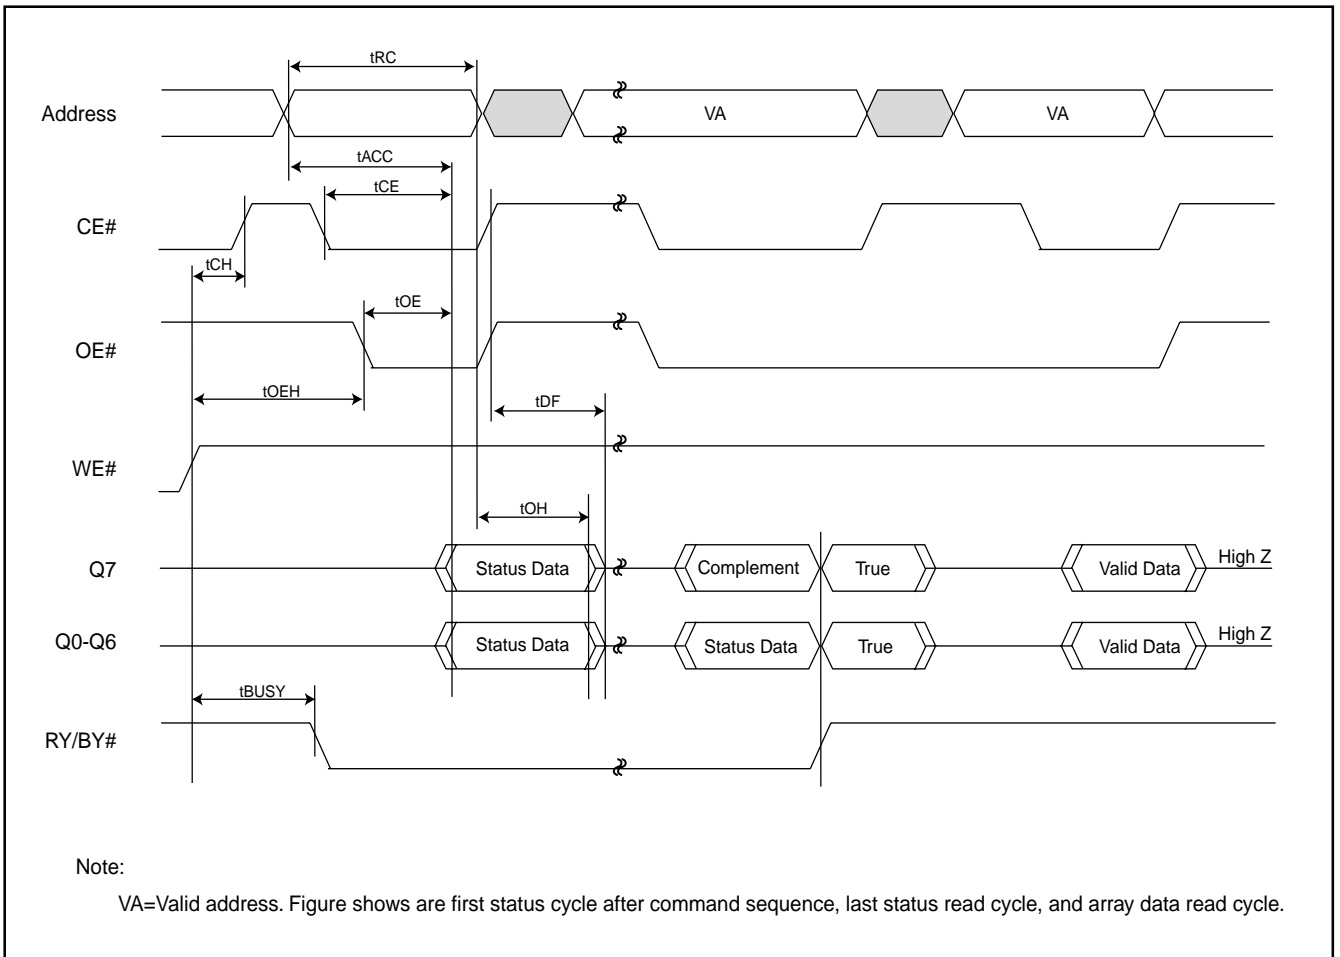 tRC
Address
VA
VA
tACC
tCE
CE#
tCH
tOE
OE#
tOEH
tDF
WE#
tOH
Q7
Status Data
Complement
True
Valid Data
High Z
Q0-Q6
Status Data
Status Data
True
Valid Data
High Z
tBUSY
RY/BY#
Note:
VA=Valid address. Figure shows are first status cycle after command sequence, last status read cycle, and array data read cycle.